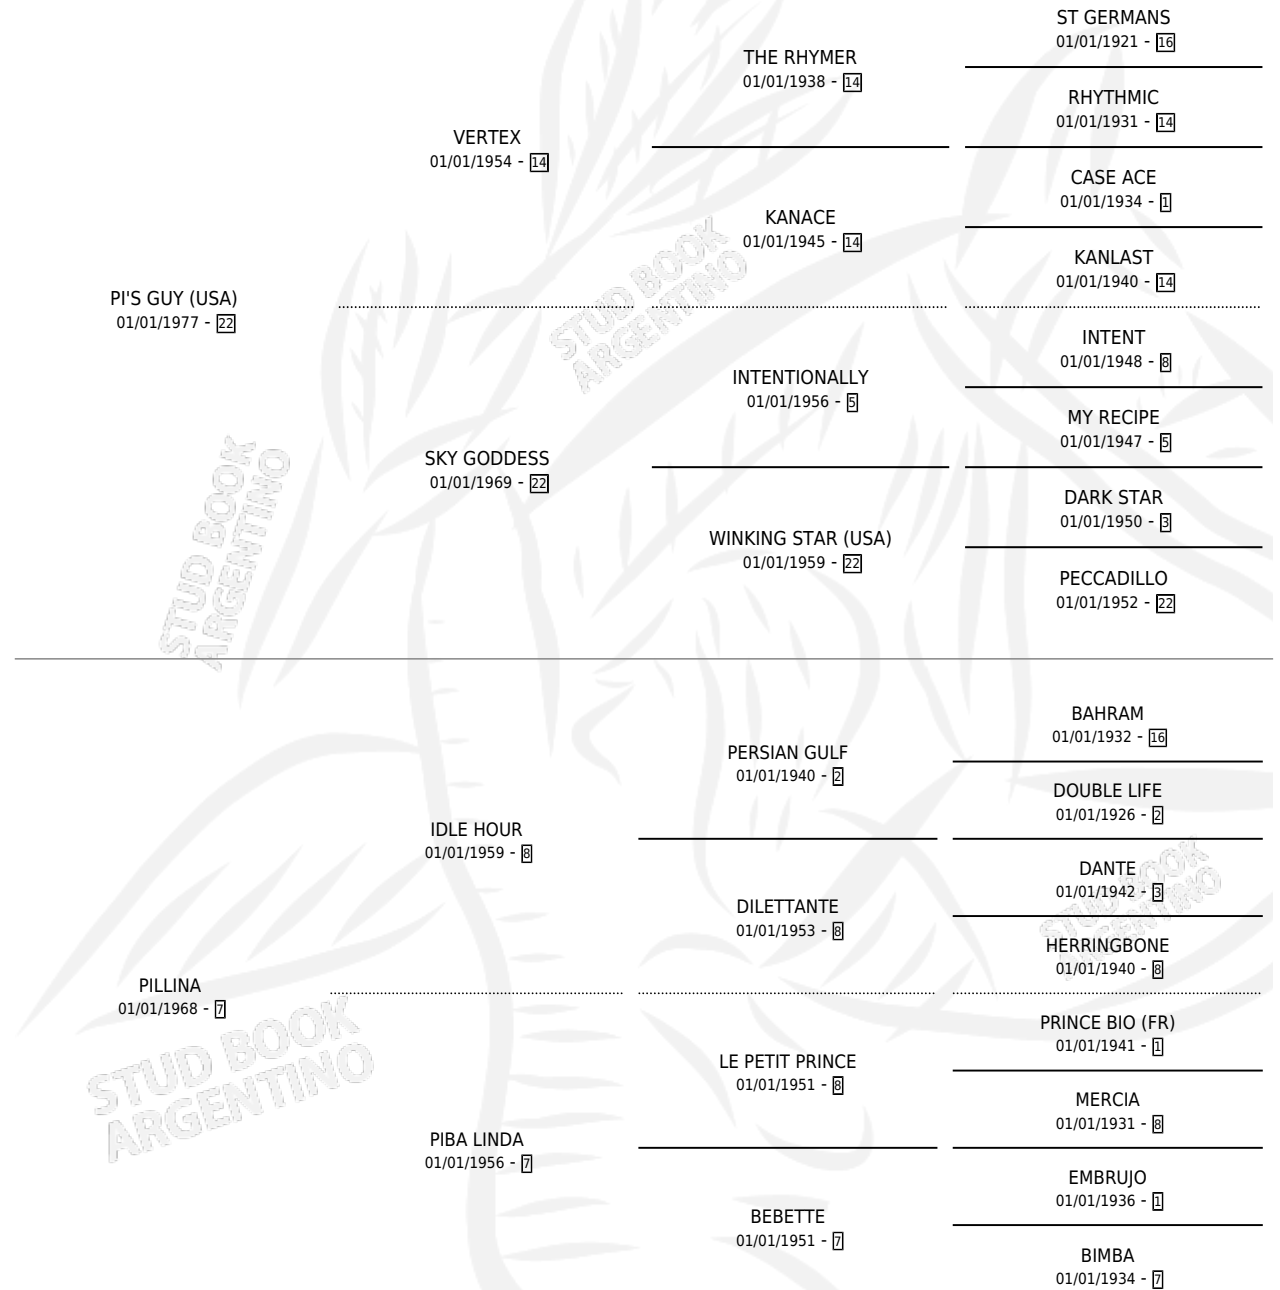 ST GERMANS
01/01/1921 - 16
THE RHYMER
01/01/1938 - 14
RHYTHMIC
01/01/1931 - 14
VERTEX
01/01/1954 - 14
CASE ACE
01/01/1934 - 1
KANACE
01/01/1945 - 14
KANLAST
01/01/1940 - 14
PI'S GUY (USA)
01/01/1977 - 22
INTENT
01/01/1948 - 8
INTENTIONALLY
01/01/1956 - 5
MY RECIPE
01/01/1947 - 5
SKY GODDESS
01/01/1969 - 22
DARK STAR
01/01/1950 - 3
WINKING STAR (USA)
01/01/1959 - 22
PECCADILLO
01/01/1952 - 22
BAHRAM
01/01/1932 - 16
PERSIAN GULF
01/01/1940 - 2
DOUBLE LIFE
01/01/1926 - 2
IDLE HOUR
01/01/1959 - 8
DANTE
01/01/1942 - 3
DILETTANTE
01/01/1953 - 8
HERRINGBONE
01/01/1940 - 8
PILLINA
01/01/1968 - 7
PRINCE BIO (FR)
01/01/1941 - 1
LE PETIT PRINCE
01/01/1951 - 8
MERCIA
01/01/1931 - 8
PIBA LINDA
01/01/1956 - 7
EMBRUJO
01/01/1936 - 1
BEBETTE
01/01/1951 - 7
BIMBA
01/01/1934 - 7
STUD BOOK
ARGENTINO
STUD BOOK
ARGENTINO
STUD BOOK
ARGENTINO
STUD BOOK
ARGENTINO